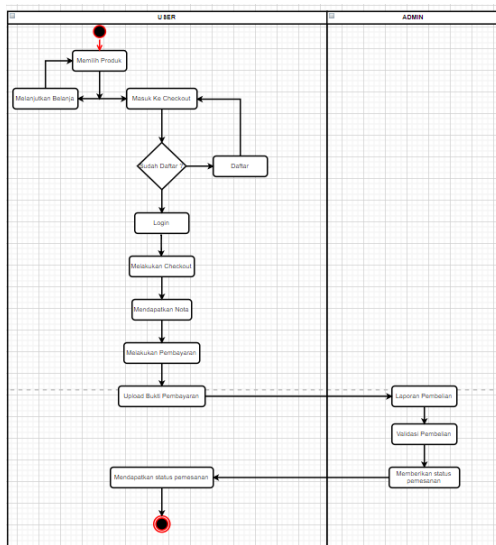 USER
ADMIN
Memilih Produk
Melanjutkan Belanja
Masuk Ke Checkout
Sudah Daftar ?
Daftar
Login
Melakukan Checkout
Mendapatkan Nota
Melakukan Pembayaran
Upload Bukti Pembayaran
Laporan Pembelian
Validasi Pembelian
Mendapatkan status pemesanan
Memberikan status
pemesanan